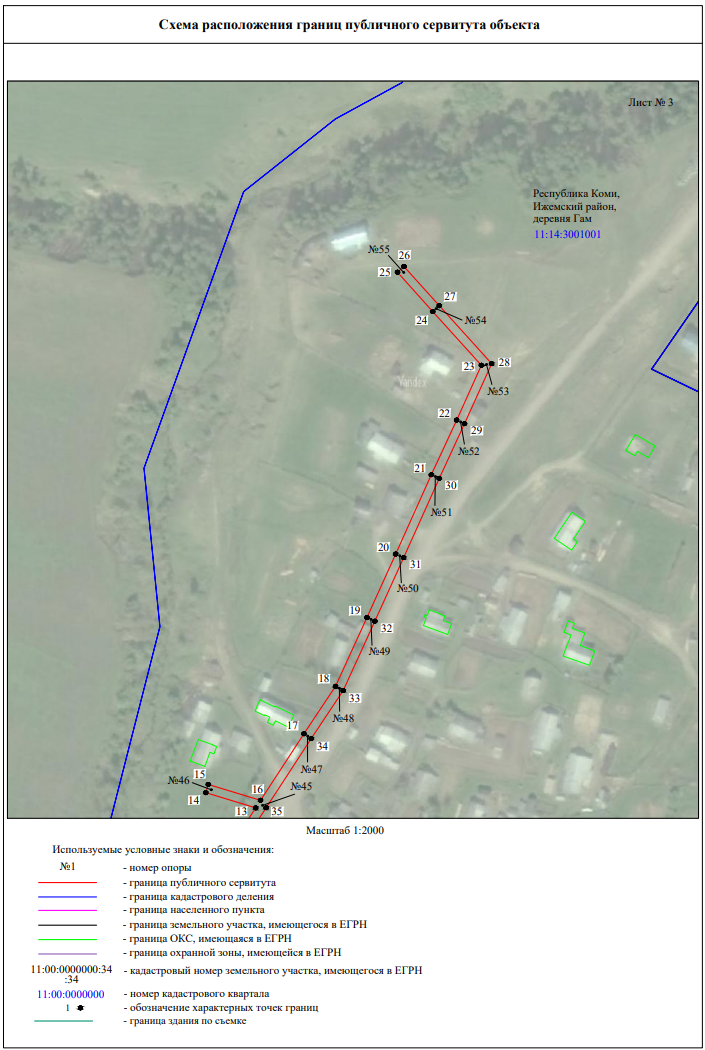 Схема расположения границ публичного сервитута объекта
Лист № 3
Республика Коми,
Ижемский район,
деревня Гам
11:14:3001001
№55
26
25
27
24
№54
28
23
№53
22
29
№52
21
30
№51
20
31
№50
19
32
№49
18
33
№48
17
34
№47
15
№46
14
16
№45
13
35
Yandex
Масштаб 1:2000
Используемые условные знаки и обозначения:
№1 - номер опоры
- граница публичного сервитута
- граница кадастрового деления
- граница населенного пункта
- граница земельного участка, имеющегося в ЕГРН
- граница ОКС, имеющаяся в ЕГРН
- граница охранной зоны, имеющейся в ЕГРН
11:00:0000000:34
:34
- кадастровый номер земельного участка, имеющегося в ЕГРН
11:00:0000000 - номер кадастрового квартала
1 - обозначение характерных точек границ
- граница здания по съемке